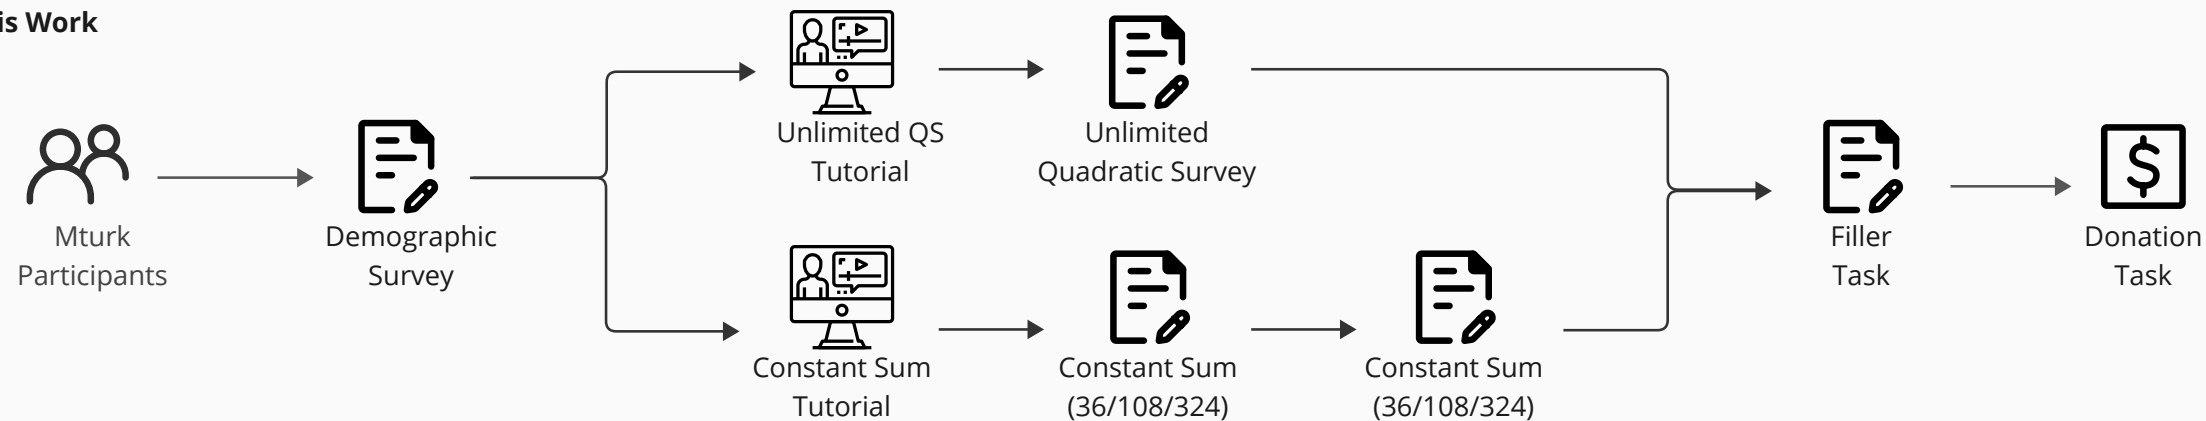 is Work
Mturk
Participants
Demographic
Survey
Unlimited QS
Tutorial
Unlimited
Quadratic Survey
Constant Sum
Tutorial
Constant Sum
(36/108/324)
Constant Sum
(36/108/324)
Filler
Task
$
Donation
Task